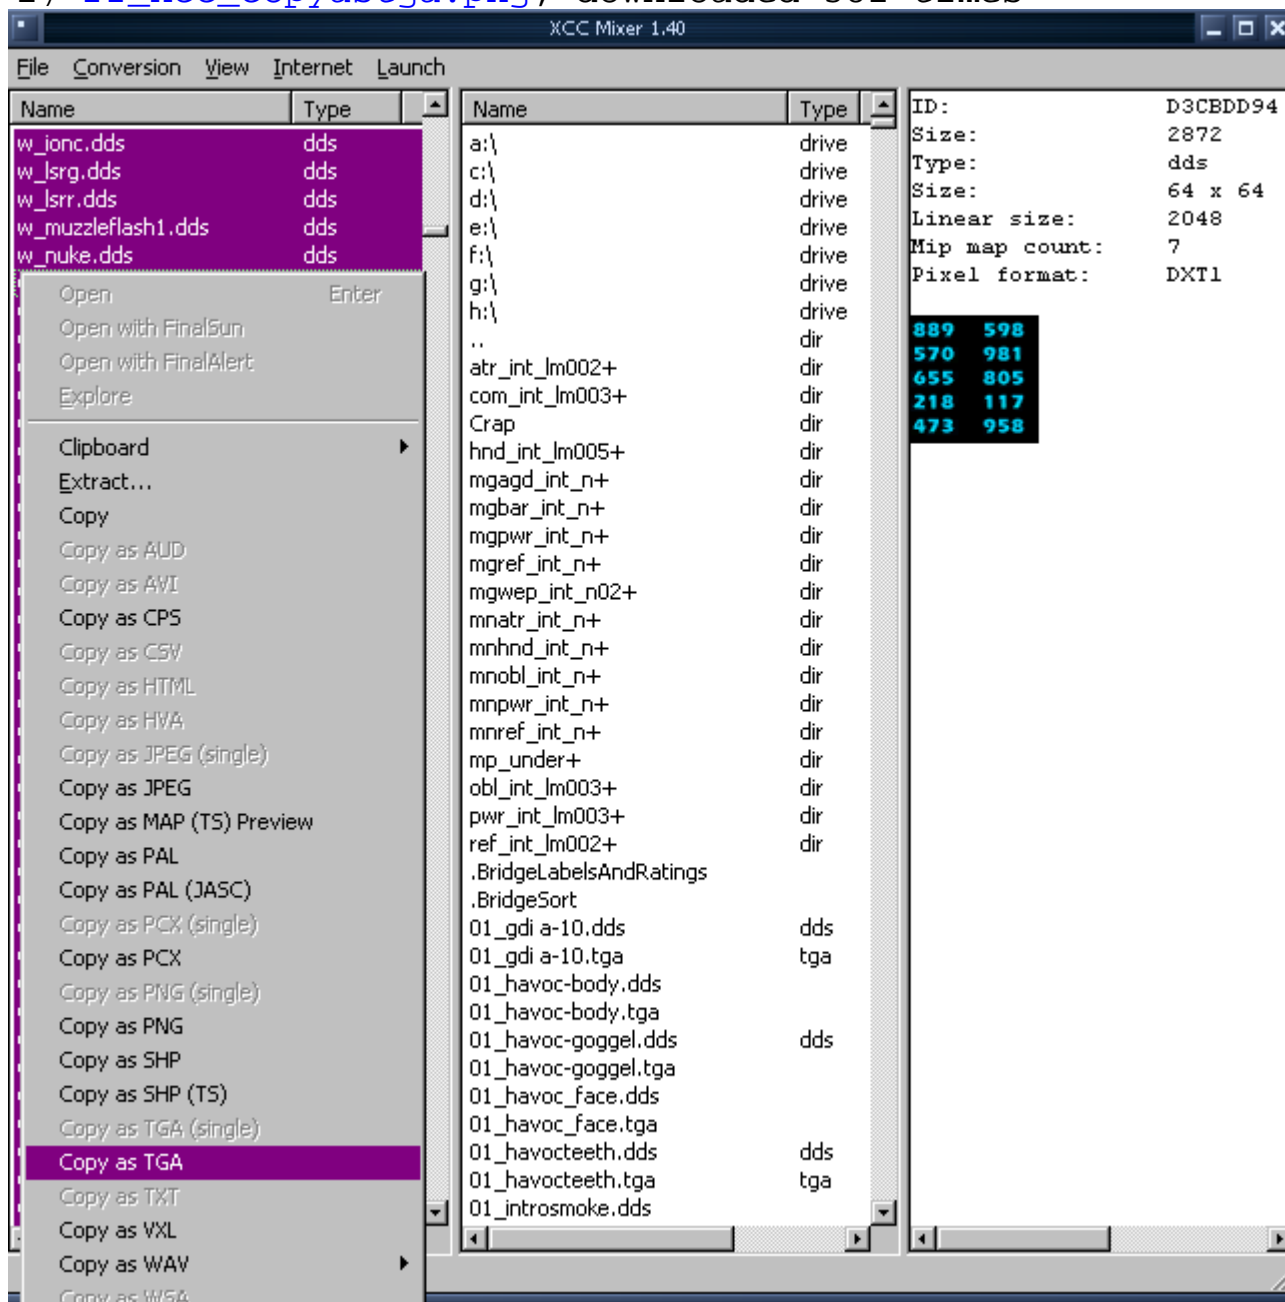 XCC Mixer 1.40
File Conversion View Internet Launch
Name Type
w_ionc.dds dds
w_lsrg.dds dds
w_lsrr.dds dds
w_muzzleflash1.dds dds
w_nuke.dds dds
Open Enter
Open with FinalSun
Open with FinalAlert
Explore
Clipboard
Extract...
Copy
Copy as AUD
Copy as AVI
Copy as CPS
Copy as CSV
Copy as HTML
Copy as HVA
Copy as JPEG (single)
Copy as JPEG
Copy as MAP (TS) Preview
Copy as PAL
Copy as PAL (JASC)
Copy as PCX (single)
Copy as PCX
Copy as PNG (single)
Copy as PNG
Copy as SHP
Copy as SHP (TS)
Copy as TGA (single)
Copy as TGA
Copy as TXT
Copy as VXL
Copy as WAV
Copy as WSA
Name Type
a:\ drive
c:\ drive
d:\ drive
e:\ drive
f:\ drive
g:\ drive
h:\ drive
.. dir
atr_int_lm002+ dir
com_int_lm003+ dir
Crap dir
hnd_int_lm005+ dir
mgagd_int_n+ dir
mgbar_int_n+ dir
mgpwr_int_n+ dir
mgref_int_n+ dir
mgwep_int_n02+ dir
mnatr_int_n+ dir
mnhnd_int_n+ dir
mnobl_int_n+ dir
mnpwr_int_n+ dir
mnref_int_n+ dir
mp_under+ dir
obl_int_lm003+ dir
pwr_int_lm003+ dir
ref_int_lm002+ dir
.BridgeLabelsAndRatings
.BridgeSort
01_gdi a-10.dds dds
01_gdi a-10.tga tga
01_havoc-body.dds
01_havoc-body.tga
01_havoc-goggel.dds dds
01_havoc-goggel.tga
01_havoc_face.dds
01_havoc_face.tga
01_havocteeth.dds dds
01_havocteeth.tga tga
01_introsmoke.dds
ID: D3CBDD94
Size: 2872
Type: dds
Size: 64 x 64
Linear size: 2048
Mip map count: 7
Pixel format: DXT1
889 598
570 981
655 805
218 117
473 958